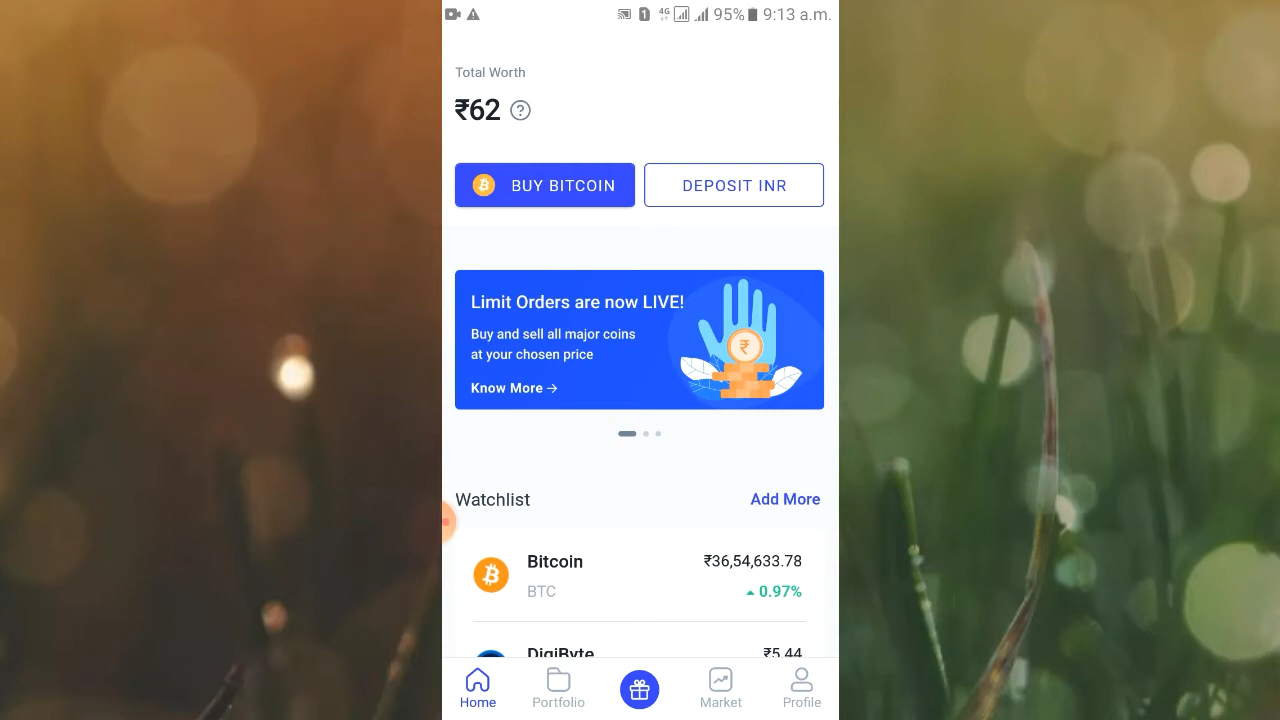 1 4G 95% 9:13 a.m.
Total Worth
₹62 ?
BUY BITCOIN DEPOSIT INR
Limit Orders are now LIVE!
Buy and sell all major coins
at your chosen price
₹
Know More →
Watchlist Add More
Bitcoin ₹36,54,633.78
BTC ▲ 0.97%
DigiByte ₹5.44
Home Portfolio Market Profile